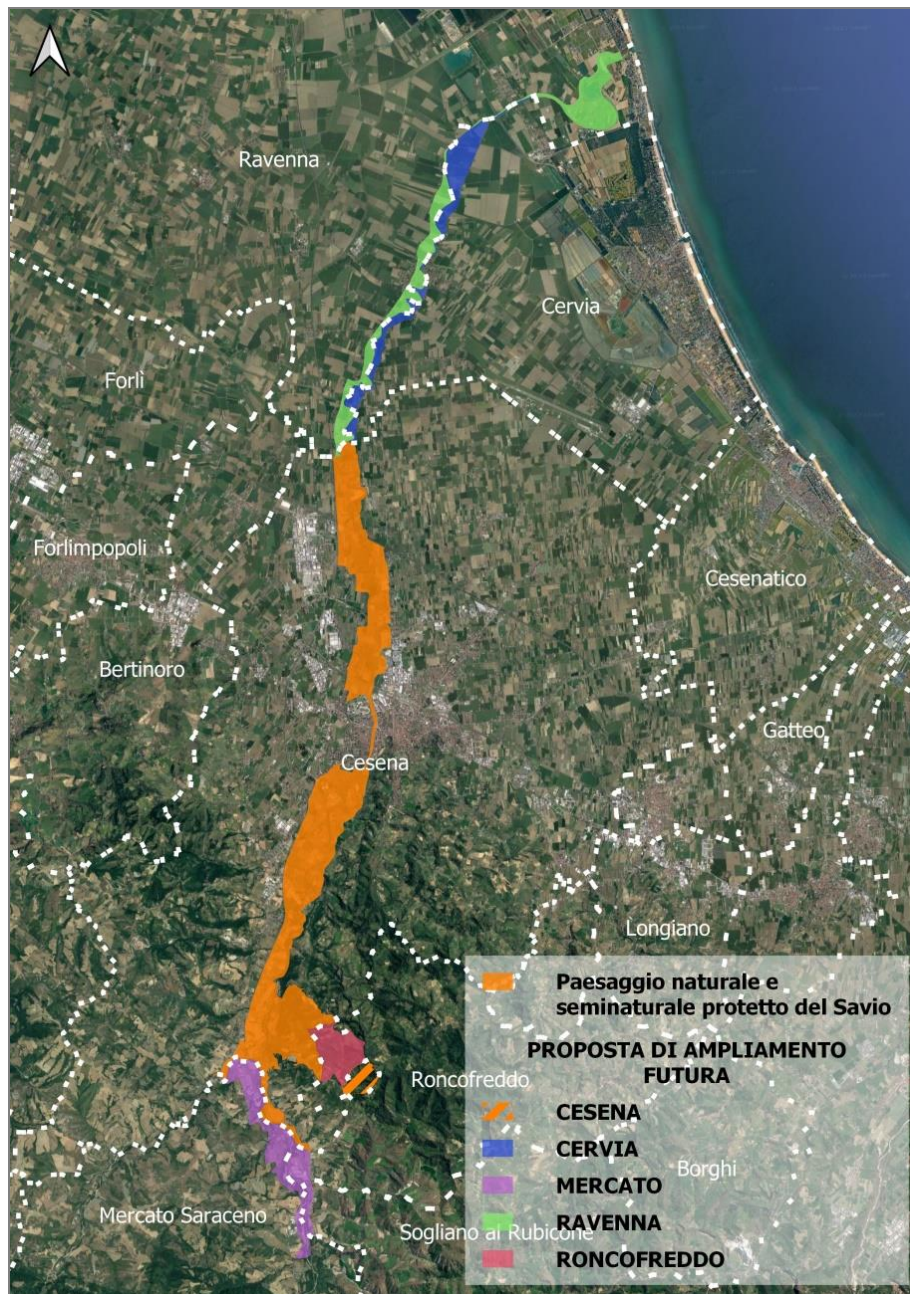 Ravenna
Cervia
Forlì
Forlimpopoli
Cesenatico
Bertinoro
Gatteo
Cesena
Longiano
Paesaggio naturale e
seminaturale protetto del Savio
PROPOSTA DI AMPLIAMENTO
FUTURA
Roncofreddo
CESENA
CERVIA
Borghi
MERCATO
Mercato Saraceno
RAVENNA
Sogliano al Rubicone
RONCOFREDDO